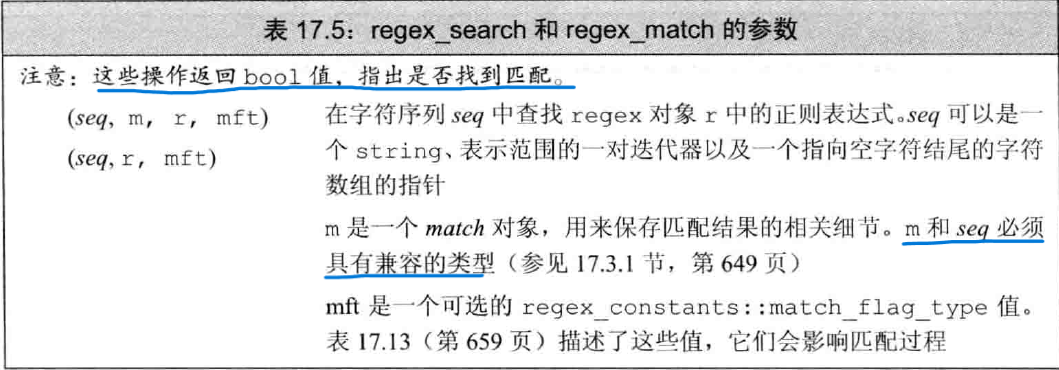 表 17.5：regex_search 和 regex_match 的参数
注意：这些操作返回 bool 值，指出是否找到匹配。
(seq, m, r, mft) 在字符序列 seq 中查找 regex 对象 r 中的正则表达式。seq 可以是一
(seq, r, mft) 个 string、表示范围的一对迭代器以及一个指向空字符结尾的字符
数组的指针
m 是一个 match 对象，用来保存匹配结果的相关细节。m 和 seq 必须
具有兼容的类型（参见 17.3.1 节，第 649 页）
mft 是一个可选的 regex_constants::match_flag_type 值。
表 17.13（第 659 页）描述了这些值，它们会影响匹配过程